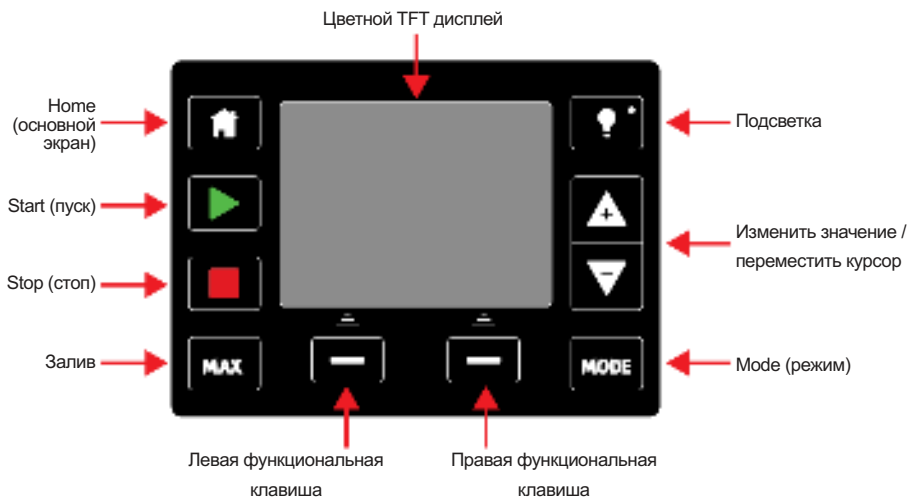 Цветной TFT дисплей
Home
(основной
экран)
Подсветка
Start (пуск)
Изменить значение /
переместить курсор
Stop (стоп)
Залив
MAX
MODE
Mode (режим)
Левая функциональная
клавиша
Правая функциональная
клавиша